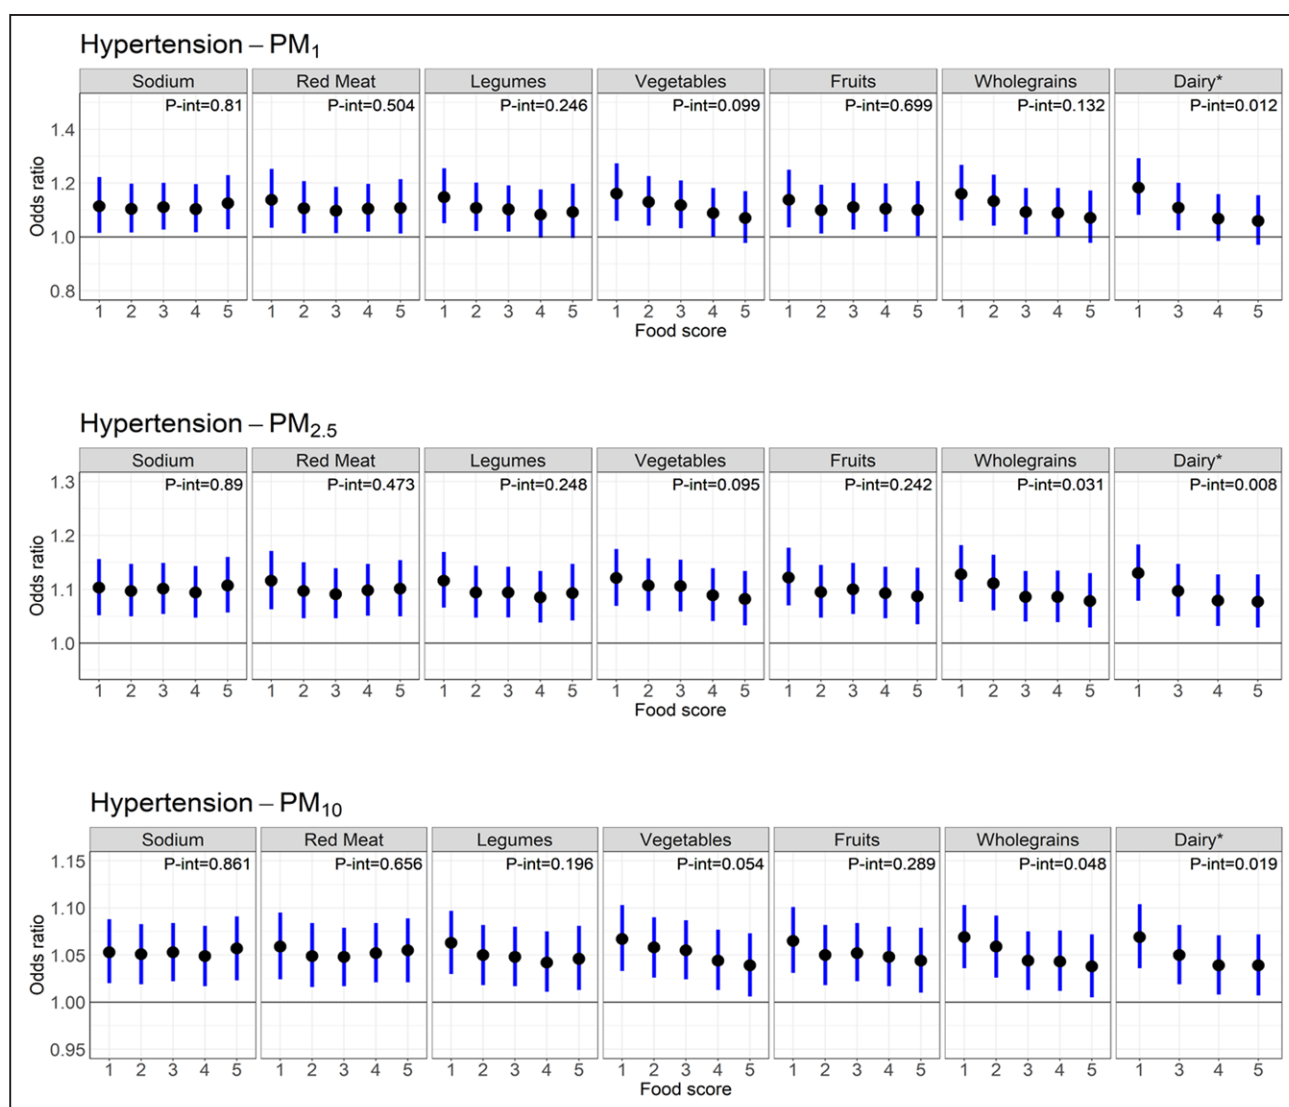 Hypertension – PM1
Sodium Red Meat Legumes Vegetables Fruits Wholegrains Dairy*
P-int=0.81 P-int=0.504 P-int=0.246 P-int=0.099 P-int=0.699 P-int=0.132 P-int=0.012
1.4
1.2
1.0
0.8
Odds ratio
1 2 3 4 5 1 2 3 4 5 1 2 3 4 5 1 2 3 4 5 1 2 3 4 5 1 2 3 4 5 1 3 4 5
Food score
Hypertension – PM2.5
Sodium Red Meat Legumes Vegetables Fruits Wholegrains Dairy*
P-int=0.89 P-int=0.473 P-int=0.248 P-int=0.095 P-int=0.242 P-int=0.031 P-int=0.008
1.3
1.2
1.1
1.0
Odds ratio
1 2 3 4 5 1 2 3 4 5 1 2 3 4 5 1 2 3 4 5 1 2 3 4 5 1 2 3 4 5 1 3 4 5
Food score
Hypertension – PM10
Sodium Red Meat Legumes Vegetables Fruits Wholegrains Dairy*
P-int=0.861 P-int=0.656 P-int=0.196 P-int=0.054 P-int=0.289 P-int=0.048 P-int=0.019
1.15
1.10
1.05
1.00
0.95
Odds ratio
1 2 3 4 5 1 2 3 4 5 1 2 3 4 5 1 2 3 4 5 1 2 3 4 5 1 2 3 4 5 1 3 4 5
Food score